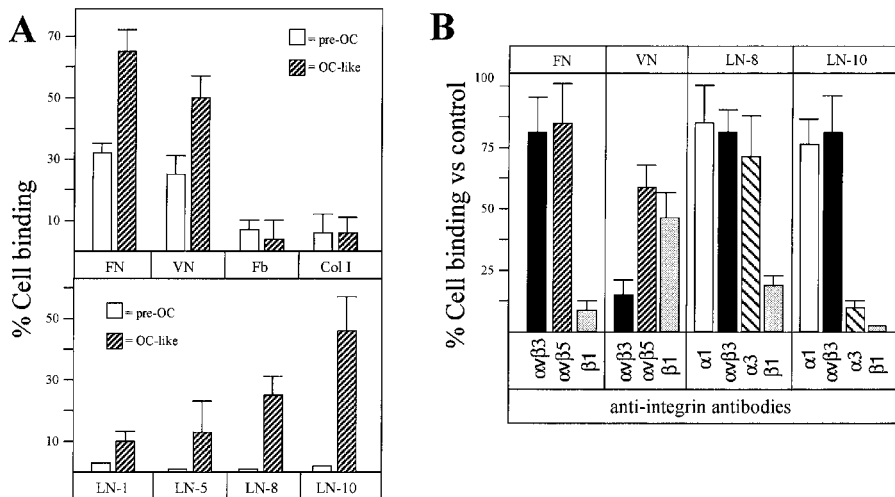 A
% Cell binding
70
50
30
10
= pre-OC
= OC-like
FN VN Fb Col I
50
30
10
= pre-OC
= OC-like
LN-1 LN-5 LN-8 LN-10
B
% Cell binding vs control
FN VN LN-8 LN-10
100
75
50
25
αvβ3 αvβ5 β1 αvβ3 αvβ5 β1 α1 αvβ3 α3 β1 α1 αvβ3 α3 β1
anti-integrin antibodies